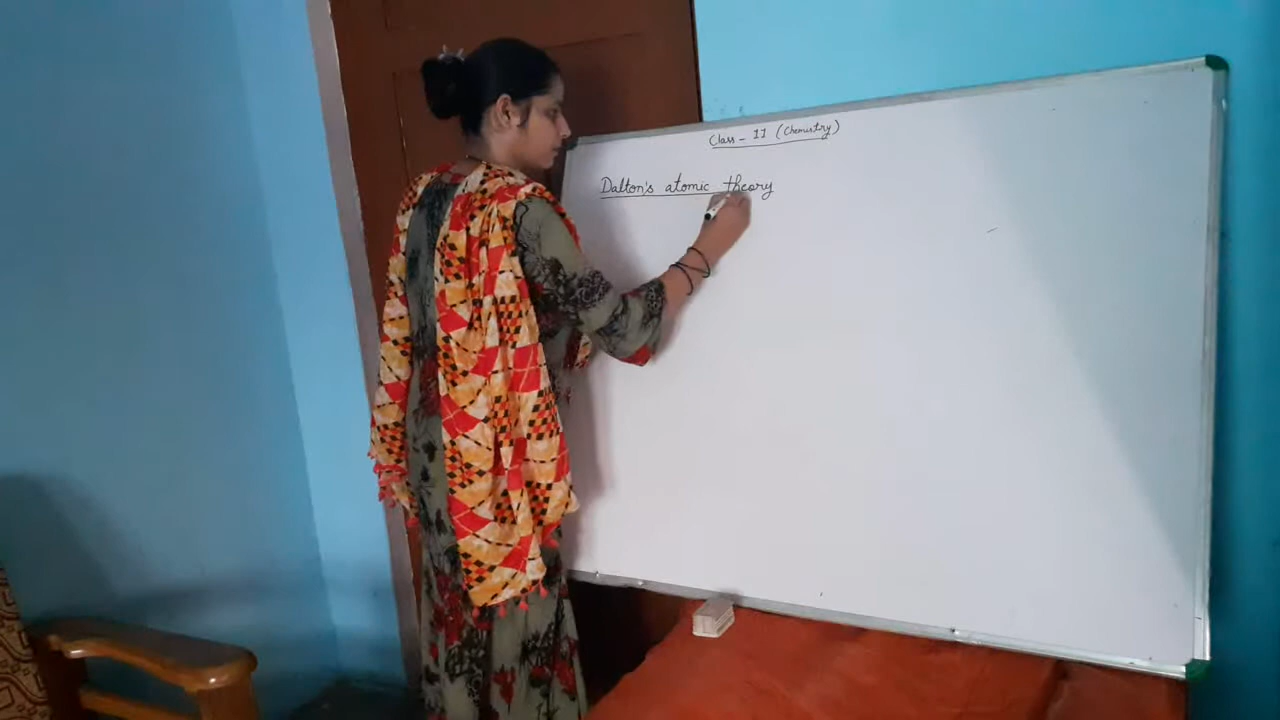 Class - 11 (Chemistry)
Dalton's atomic theory